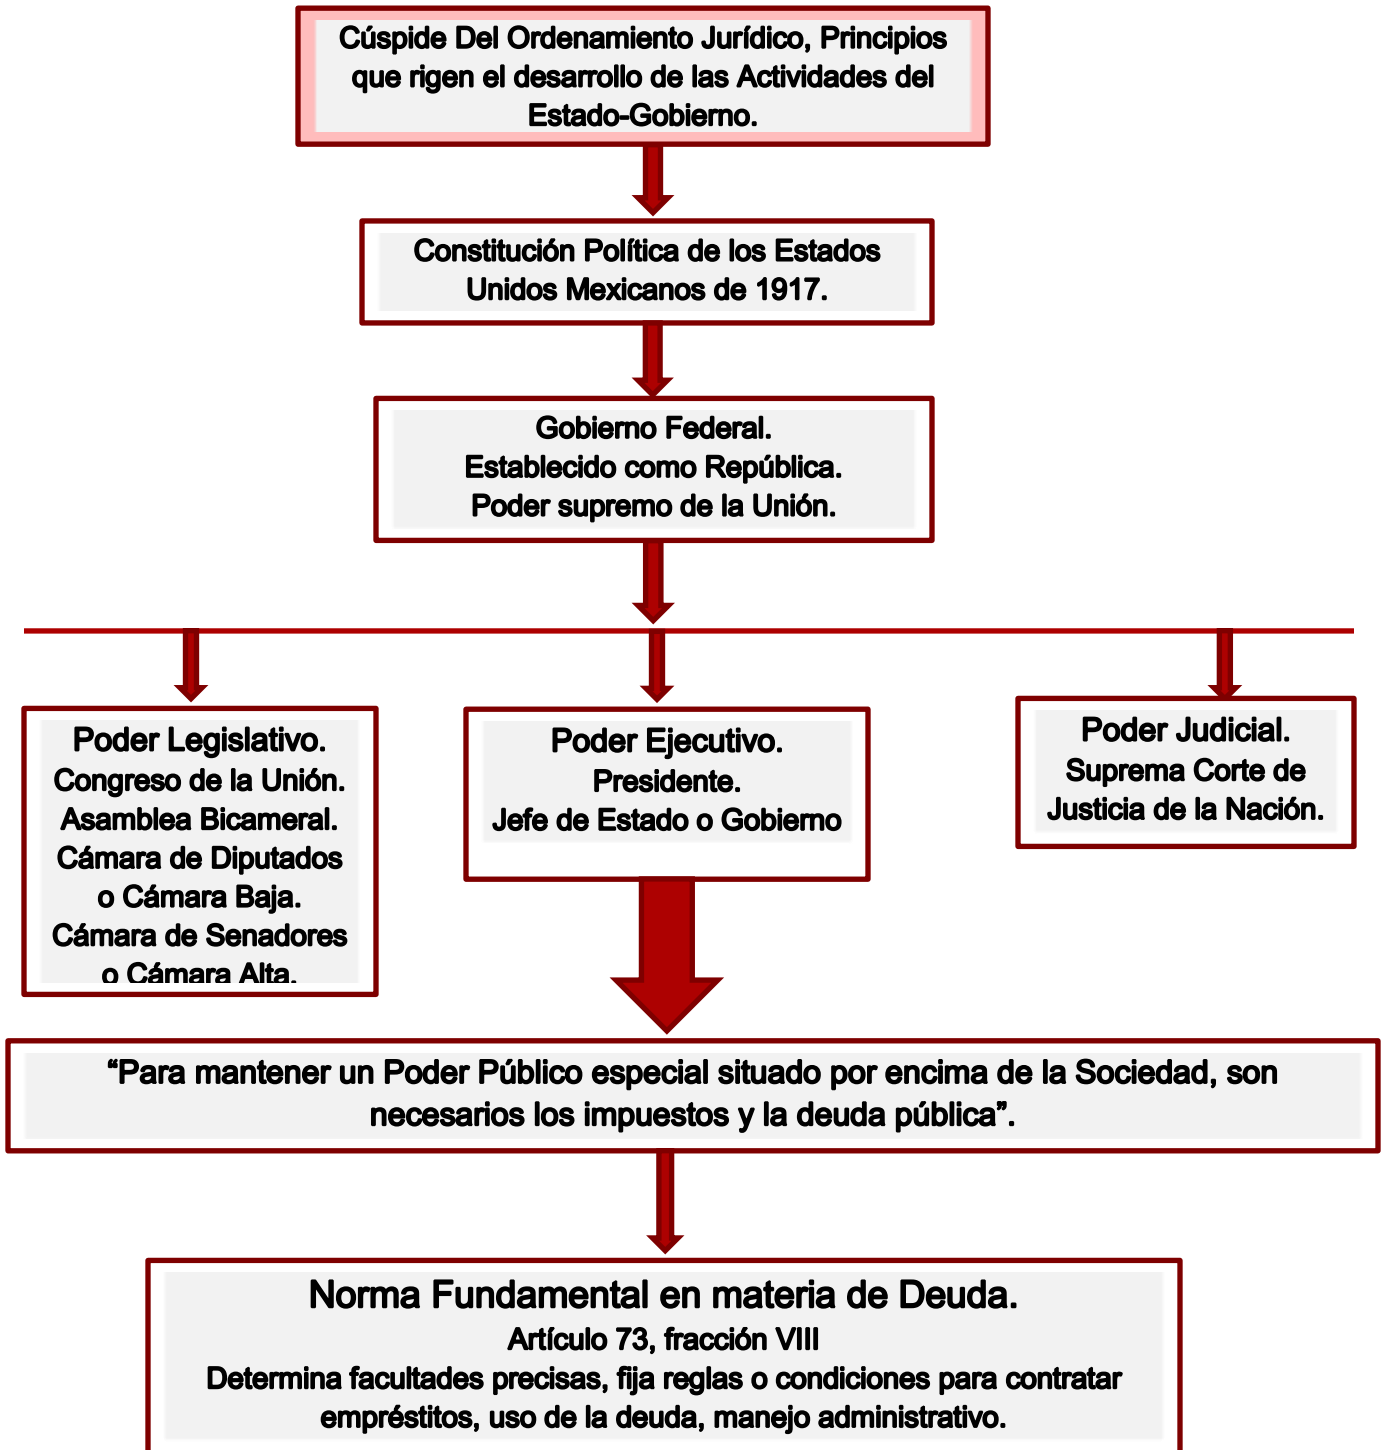 Cúspide Del Ordenamiento Jurídico, Principios
que rigen el desarrollo de las Actividades del
Estado-Gobierno.
Constitución Política de los Estados
Unidos Mexicanos de 1917.
Gobierno Federal.
Establecido como República.
Poder supremo de la Unión.
Poder Legislativo.
Congreso de la Unión.
Asamblea Bicameral.
Cámara de Diputados
o Cámara Baja.
Cámara de Senadores
o Cámara Alta.
Poder Ejecutivo.
Presidente.
Jefe de Estado o Gobierno
Poder Judicial.
Suprema Corte de
Justicia de la Nación.
“Para mantener un Poder Público especial situado por encima de la Sociedad, son
necesarios los impuestos y la deuda pública”.
Norma Fundamental en materia de Deuda.
Artículo 73, fracción VIII
Determina facultades precisas, fija reglas o condiciones para contratar
empréstitos, uso de la deuda, manejo administrativo.